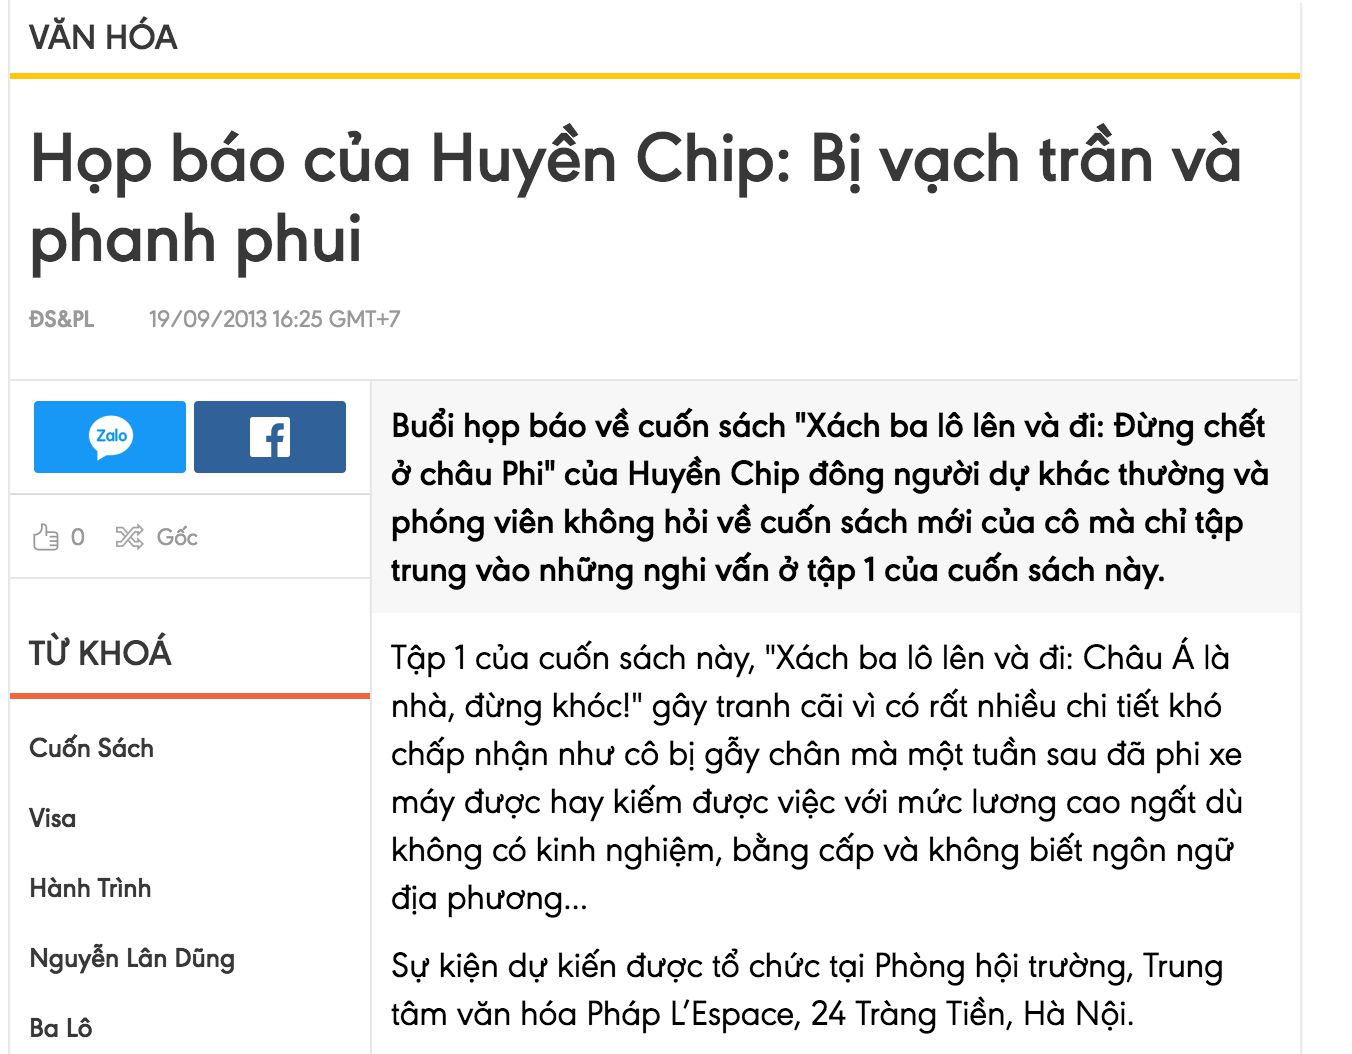 VĂN HÓA
Họp báo của Huyền Chip: Bị vạch trần và
phanh phui
ĐS&PL 19/09/2013 16:25 GMT+7
Zalo
0 Gốc
TỪ KHOÁ
Cuốn Sách
Visa
Hành Trình
Nguyễn Lân Dũng
Ba Lô
Buổi họp báo về cuốn sách "Xách ba lô lên và đi: Đừng chết
ở châu Phi" của Huyền Chip đông người dự khác thường và
phóng viên không hỏi về cuốn sách mới của cô mà chỉ tập
trung vào những nghi vấn ở tập 1 của cuốn sách này.
Tập 1 của cuốn sách này, "Xách ba lô lên và đi: Châu Á là
nhà, đừng khóc!" gây tranh cãi vì có rất nhiều chi tiết khó
chấp nhận như cô bị gẫy chân mà một tuần sau đã phi xe
máy được hay kiếm được việc với mức lương cao ngất dù
không có kinh nghiệm, bằng cấp và không biết ngôn ngữ
địa phương...
Sự kiện dự kiến được tổ chức tại Phòng hội trường, Trung
tâm văn hóa Pháp L’Espace, 24 Tràng Tiền, Hà Nội.